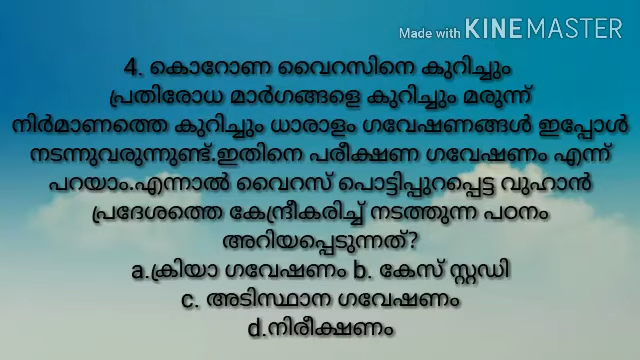 Made with KINEMASTER
4. കൊറോണ വൈറസിനെ കുറിച്ചും
പ്രതിരോധ മാർഗങ്ങളെ കുറിച്ചും മരുന്ന്
നിർമാണത്തെ കുറിച്ചും ധാരാളം ഗവേഷണങ്ങൾ ഇപ്പോൾ
നടന്നുവരുന്നുണ്ട്.ഇതിനെ പരീക്ഷണ ഗവേഷണം എന്ന്
പറയാം.എന്നാൽ വൈറസ് പൊട്ടിപ്പുറപ്പെട്ട വുഹാൻ
പ്രദേശത്തെ കേന്ദ്രീകരിച്ച് നടത്തുന്ന പഠനം
അറിയപ്പെടുന്നത്?
a.ക്രിയാ ഗവേഷണം b. കേസ് സ്റ്റഡി
c. അടിസ്ഥാന ഗവേഷണം
d.നിരീക്ഷണം